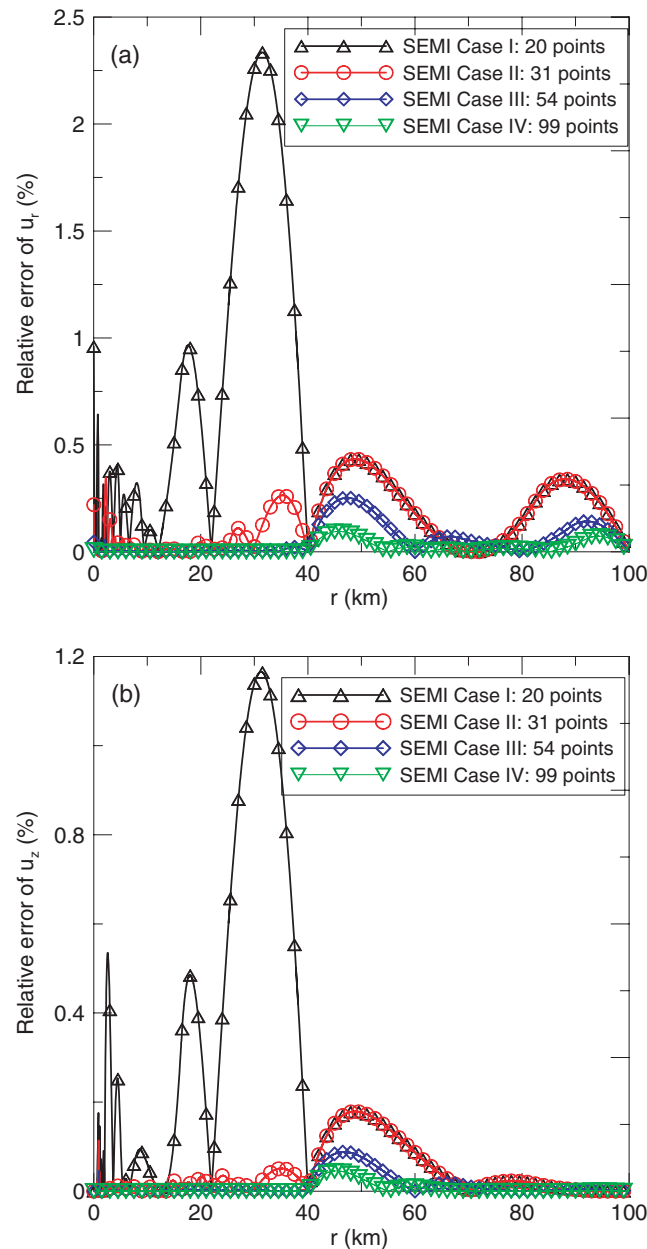 (a)
SEMI Case I: 20 points
SEMI Case II: 31 points
SEMI Case III: 54 points
SEMI Case IV: 99 points
2.5
2
1.5
1
0.5
0
Relative error of u_r (%)
0 20 40 60 80 100
r (km)
(b)
SEMI Case I: 20 points
SEMI Case II: 31 points
SEMI Case III: 54 points
SEMI Case IV: 99 points
1.2
0.8
0.4
0
Relative error of u_z (%)
0 20 40 60 80 100
r (km)